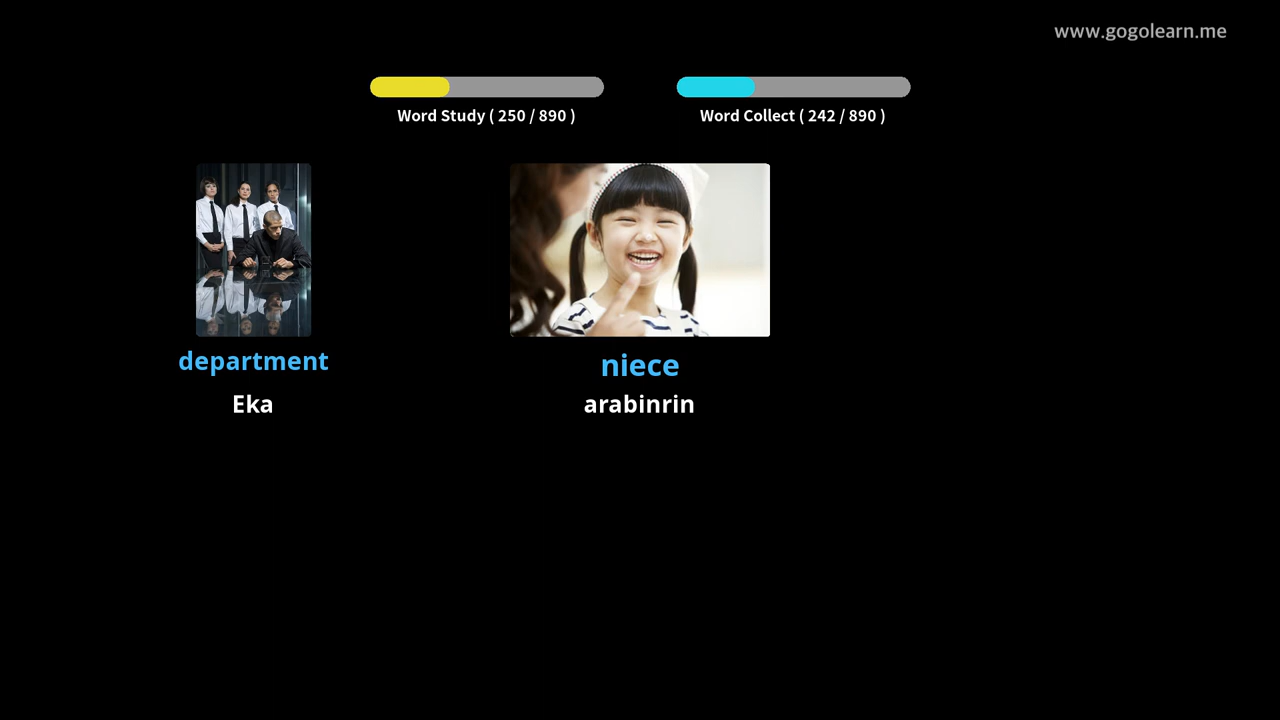 www.gogolearn.me
Word Study ( 250 / 890 )
Word Collect ( 242 / 890 )
department
niece
Eka
arabinrin